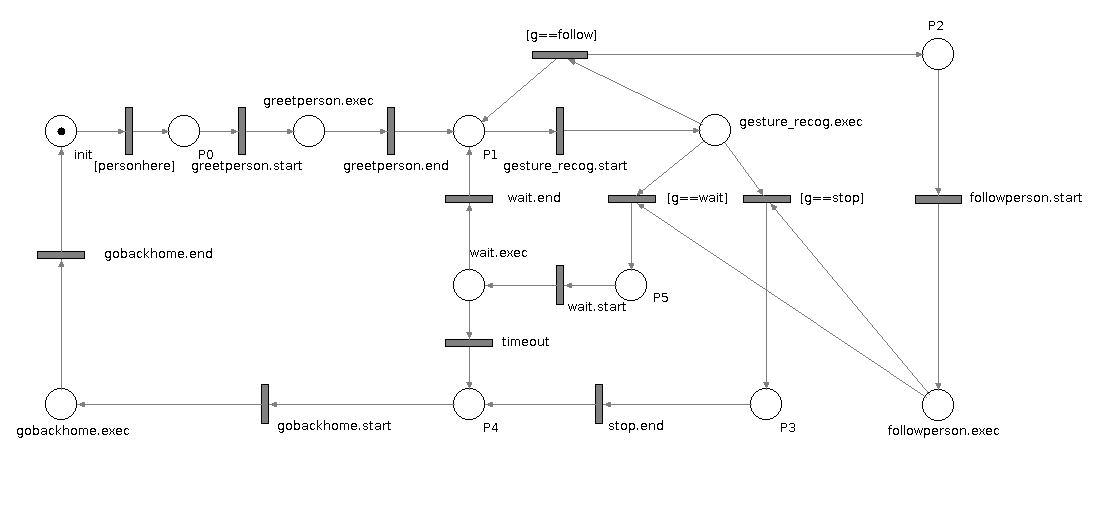 P2
[g==follow]
greetperson.exec
gesture_recog.exec
init
P0
P1
[personhere]
greetperson.start
greetperson.end
gesture_recog.start
wait.end
[g==wait]
[g==stop]
followperson.start
gobackhome.end
wait.exec
P5
wait.start
timeout
gobackhome.exec
gobackhome.start
P4
stop.end
P3
followperson.exec